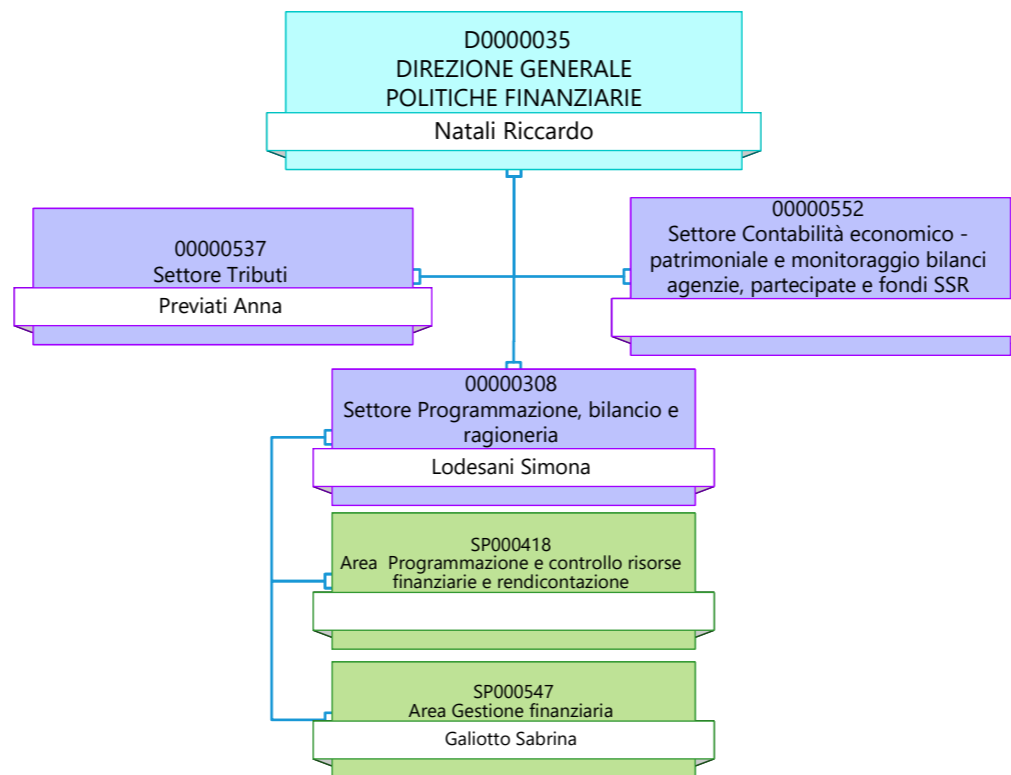 D0000035
DIREZIONE GENERALE
POLITICHE FINANZIARIE
Natali Riccardo
00000537
Settore Tributi
Previati Anna
00000552
Settore Contabilità economico -
patrimoniale e monitoraggio bilanci
agenzie, partecipate e fondi SSR
00000308
Settore Programmazione, bilancio e
ragioneria
Lodesani Simona
SP000418
Area  Programmazione e controllo risorse
finanziarie e rendicontazione
SP000547
Area Gestione finanziaria
Galiotto Sabrina